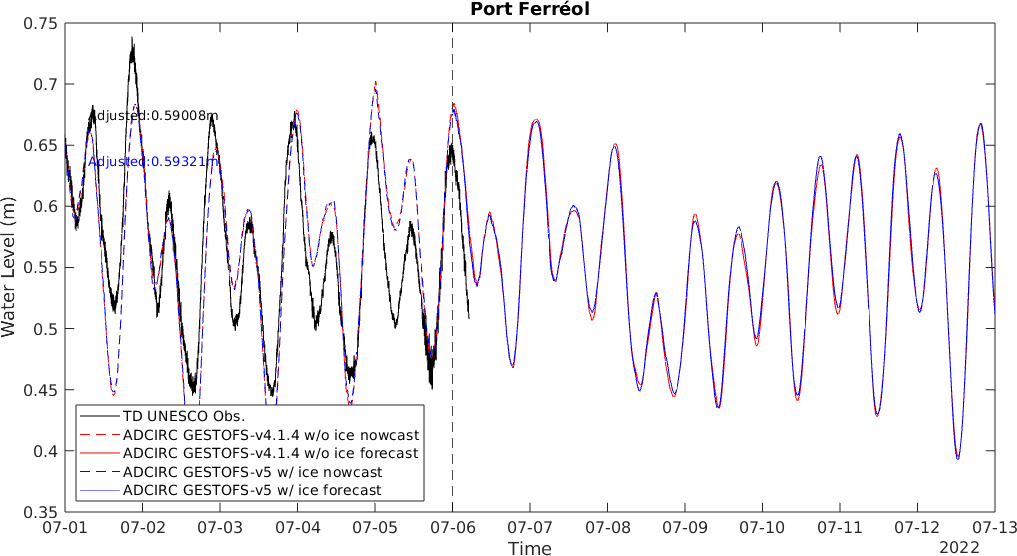 Port Ferréol
0.75
0.7
0.65
0.6
0.55
0.5
0.45
0.4
0.35
Water Level (m)
Adjusted:0.59008m
Adjusted:0.59321m
TD UNESCO Obs.
ADCIRC GESTOFS-v4.1.4 w/o ice nowcast
ADCIRC GESTOFS-v4.1.4 w/o ice forecast
ADCIRC GESTOFS-v5 w/ ice nowcast
ADCIRC GESTOFS-v5 w/ ice forecast
07-01 07-02 07-03 07-04 07-05 07-06 07-07 07-08 07-09 07-10 07-11 07-12 07-13
Time
2022